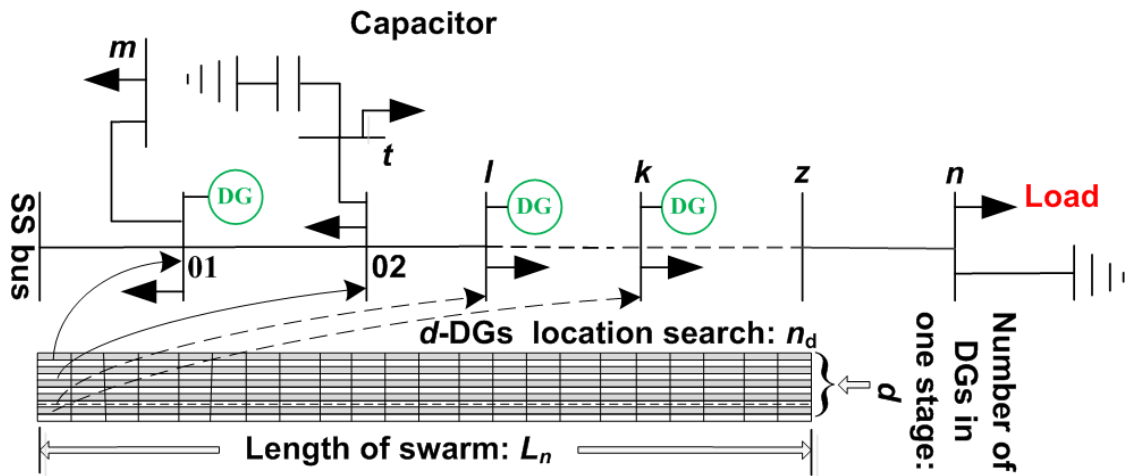 Capacitor
m
t
DG
l
DG
k
DG
z
n
Load
SS bus
01
02
d-DGs location search: nd
Length of swarm: Ln
d
Number of
DGs in
one stage: